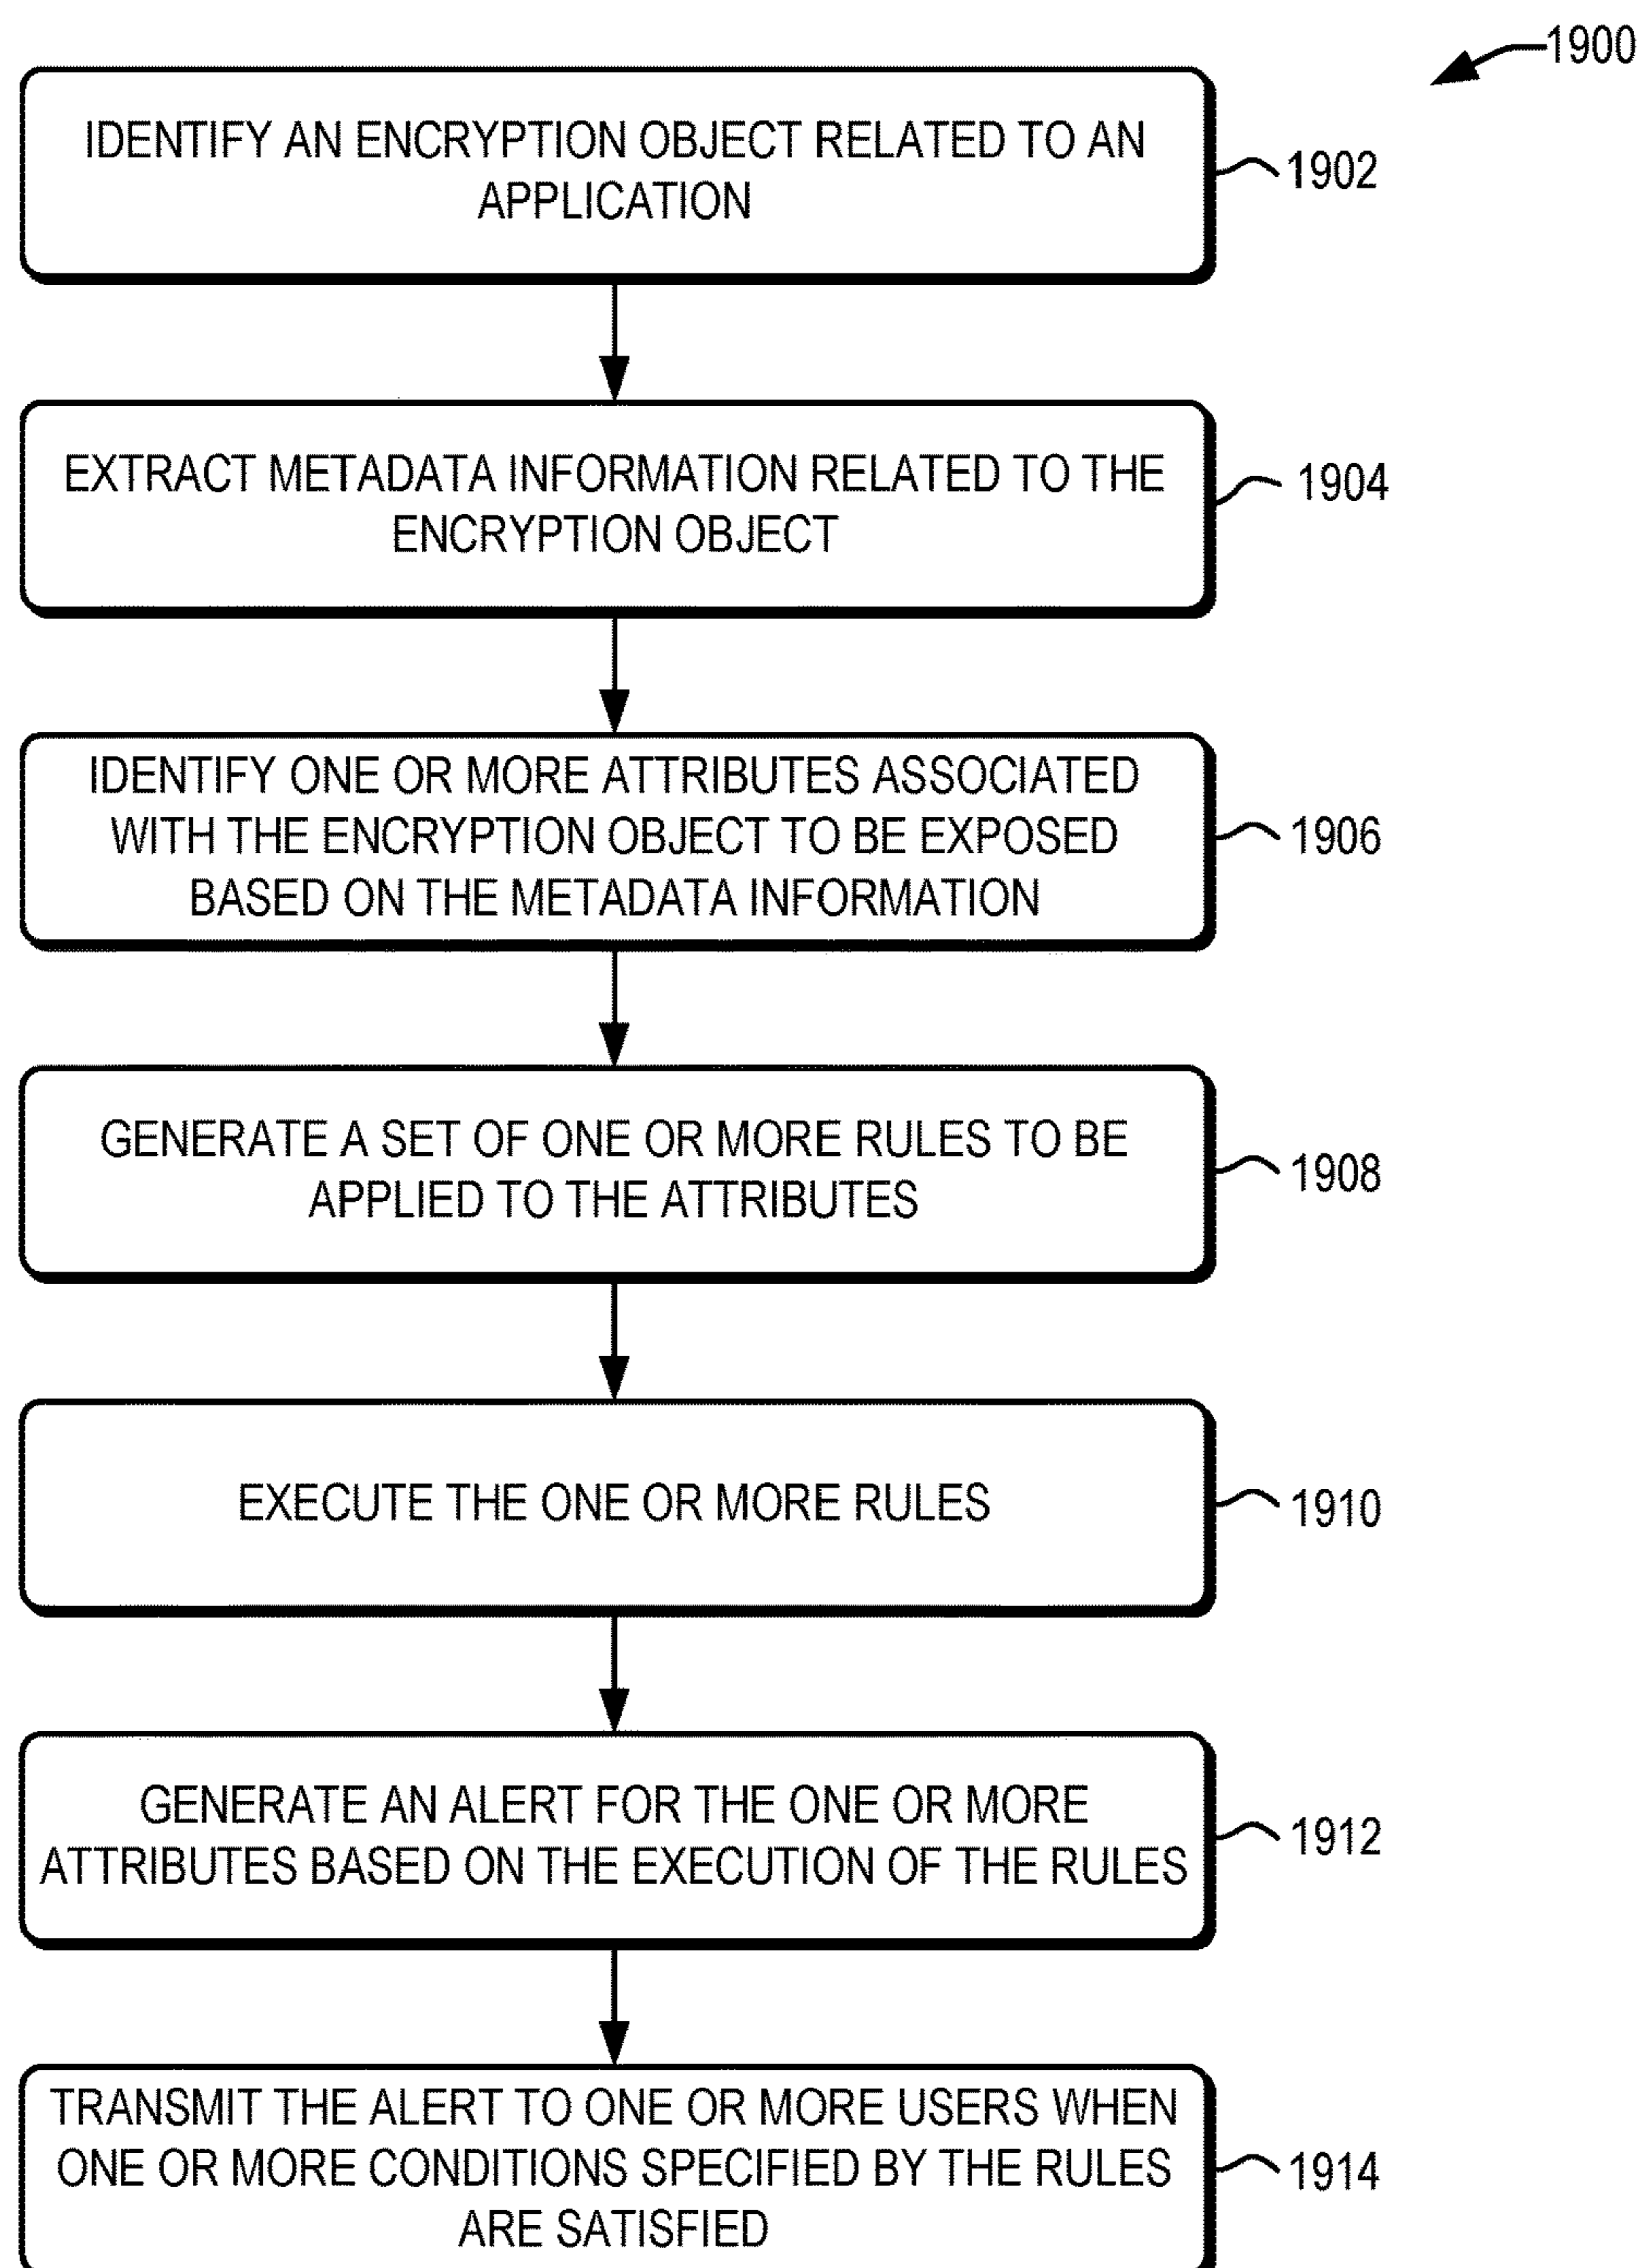 1900
IDENTIFY AN ENCRYPTION OBJECT RELATED TO AN
APPLICATION
1902
EXTRACT METADATA INFORMATION RELATED TO THE
ENCRYPTION OBJECT
1904
IDENTIFY ONE OR MORE ATTRIBUTES ASSOCIATED
WITH THE ENCRYPTION OBJECT TO BE EXPOSED
BASED ON THE METADATA INFORMATION
1906
GENERATE A SET OF ONE OR MORE RULES TO BE
APPLIED TO THE ATTRIBUTES
1908
EXECUTE THE ONE OR MORE RULES
1910
GENERATE AN ALERT FOR THE ONE OR MORE
ATTRIBUTES BASED ON THE EXECUTION OF THE RULES
1912
TRANSMIT THE ALERT TO ONE OR MORE USERS WHEN
ONE OR MORE CONDITIONS SPECIFIED BY THE RULES
ARE SATISFIED
1914